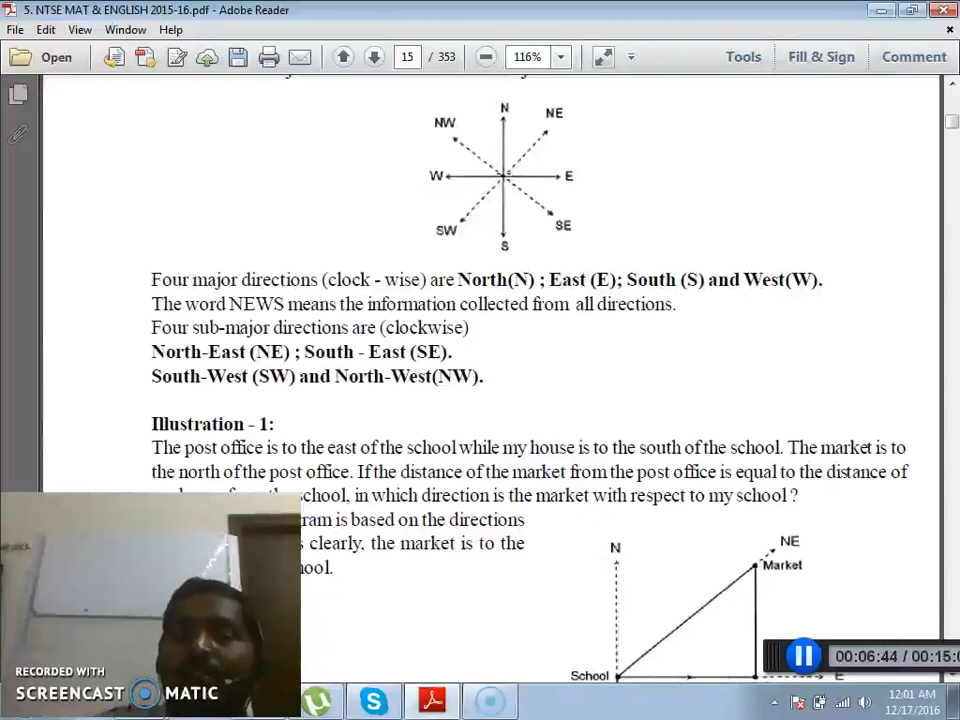 5. NTSE MAT & ENGLISH 2015-16.pdf - Adobe Reader
File Edit View Window Help
Open 15 / 353 116% Tools Fill & Sign Comment
N
NW NE
W E
SW SE
S
Four major directions (clock - wise) are North(N) ; East (E); South (S) and West(W).
The word NEWS means the information collected from all directions.
Four sub-major directions are (clockwise)
North-East (NE) ; South - East (SE).
South-West (SW) and North-West(NW).
Illustration - 1:
The post office is to the east of the school while my house is to the south of the school. The market is to
the north of the post office. If the distance of the market from the post office is equal to the distance of
school, in which direction is the market with respect to my school ?
is based on the directions
clearly, the market is to the
N
NE
Market
School
E
RECORDED WITH
SCREENCAST MATIC
00:06:44 / 00:15:0
12:01 AM
12/17/2016